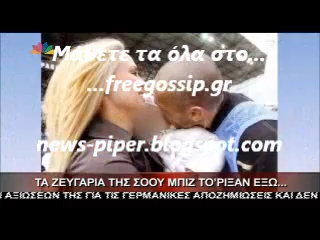 Μάθετε τα όλα στο...
...freegossip.gr
news-piper.blogspot.com
ΤΑ ΖΕΥΓΑΡΙΑ ΤΗΣ ΣΟΟΥ ΜΠΙΖ ΤΟ'ΡΙΞΑΝ ΕΞΩ...
ΑΞΙΩΣΕΩΝ ΤΗΣ ΓΙΑ ΤΙΣ ΓΕΡΜΑΝΙΚΕΣ ΑΠΟΖΗΜΙΩΣΕΙΣ ΚΑΙ ΔΕΝ